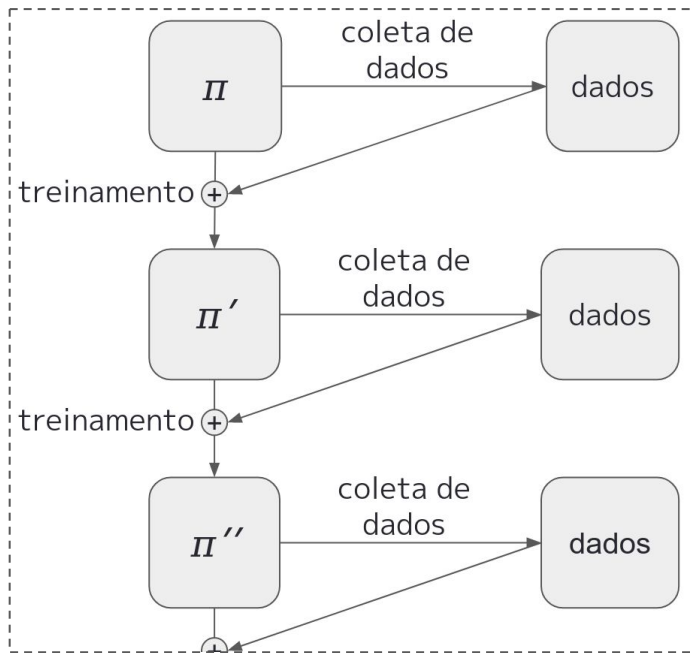 coleta de
dados
π
dados
treinamento
+
coleta de
dados
π′
dados
treinamento
+
coleta de
dados
π′′
dados
+